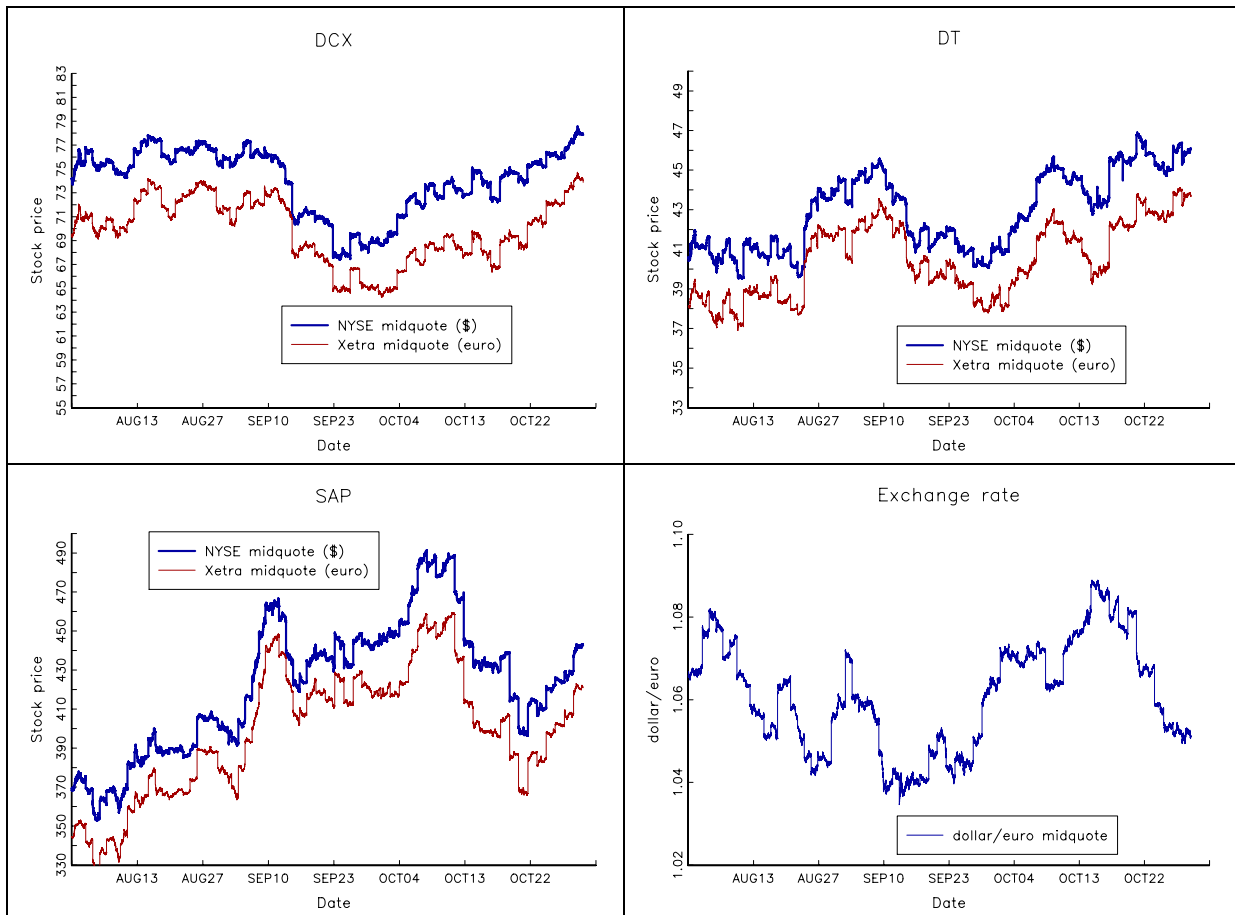 DCX
Stock price
83
81
79
77
75
73
71
69
67
65
63
61
59
57
55
NYSE midquote ($)
Xetra midquote (euro)
AUG13 AUG27 SEP10 SEP23 OCT04 OCT13 OCT22
Date
DT
Stock price
49
47
45
43
41
39
37
35
33
NYSE midquote ($)
Xetra midquote (euro)
AUG13 AUG27 SEP10 SEP23 OCT04 OCT13 OCT22
Date
SAP
NYSE midquote ($)
Xetra midquote (euro)
Stock price
490
470
450
430
410
390
370
350
330
AUG13 AUG27 SEP10 SEP23 OCT04 OCT13 OCT22
Date
Exchange rate
dollar/euro
1.10
1.08
1.06
1.04
1.02
dollar/euro midquote
AUG13 AUG27 SEP10 SEP23 OCT04 OCT13 OCT22
Date